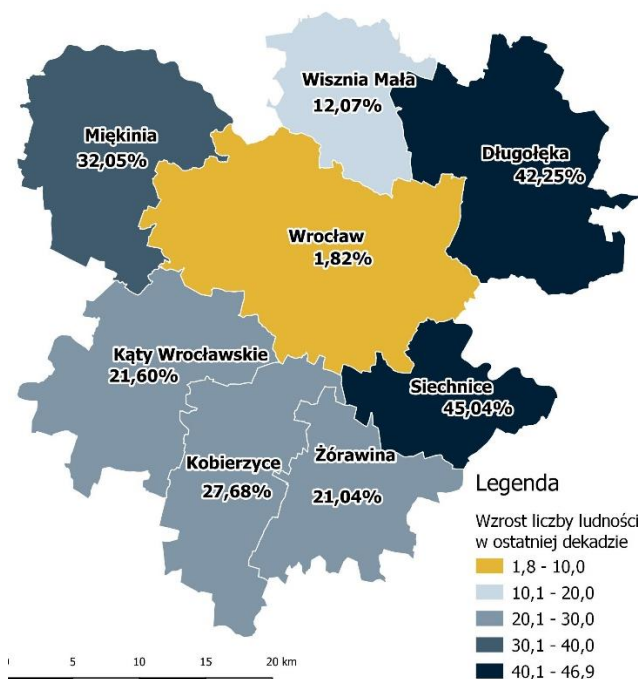 Wisznia Mała
12,07%
Miękinia
32,05%
Długołęka
42,25%
Wrocław
1,82%
Kąty Wrocławskie
21,60%
Siechnice
45,04%
Kobierzyce
27,68%
Żórawina
21,04%
Legenda
Wzrost liczby ludności
w ostatniej dekadzie
1,8 - 10,0
10,1 - 20,0
20,1 - 30,0
30,1 - 40,0
40,1 - 46,9
0 5 10 15 20 km